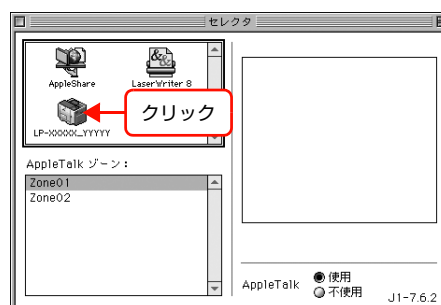 セレクタ
AppleShare
LaserWriter 8
クリック
LP-XXXXX_YYYYY
AppleTalk ゾーン：
Zone01
Zone02
AppleTalk
使用
不使用
J1-7.6.2